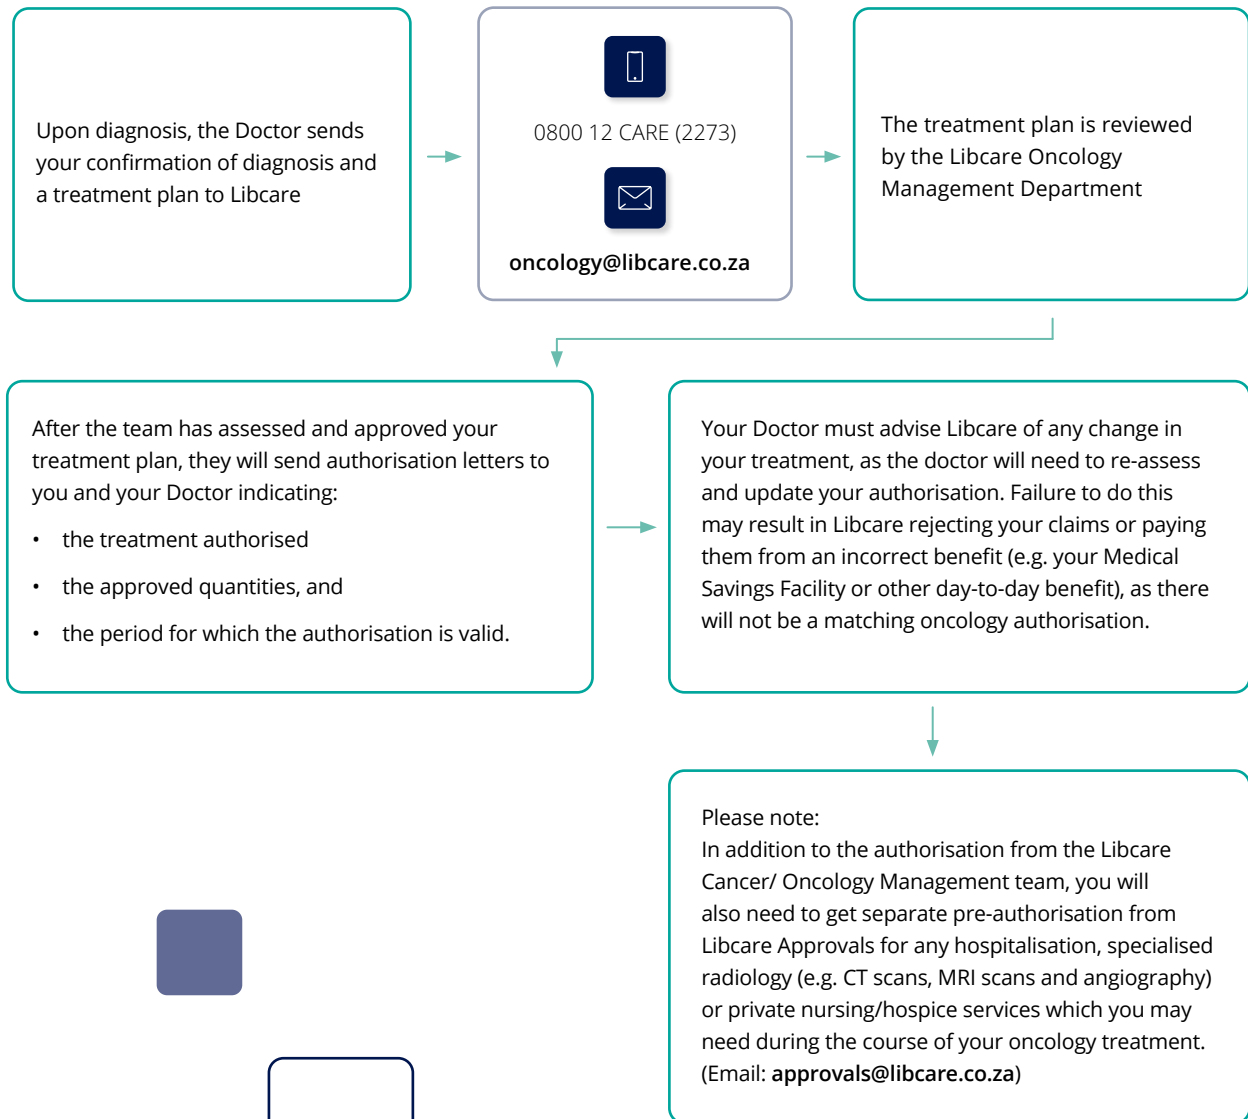 Upon diagnosis, the Doctor sends
your confirmation of diagnosis and
a treatment plan to Libcare
0800 12 CARE (2273)
oncology@libcare.co.za
The treatment plan is reviewed
by the Libcare Oncology
Management Department
After the team has assessed and approved your
treatment plan, they will send authorisation letters to
you and your Doctor indicating:
• the treatment authorised
• the approved quantities, and
• the period for which the authorisation is valid.
Your Doctor must advise Libcare of any change in
your treatment, as the doctor will need to re-assess
and update your authorisation. Failure to do this
may result in Libcare rejecting your claims or paying
them from an incorrect benefit (e.g. your Medical
Savings Facility or other day-to-day benefit), as there
will not be a matching oncology authorisation.
Please note:
In addition to the authorisation from the Libcare
Cancer/ Oncology Management team, you will
also need to get separate pre-authorisation from
Libcare Approvals for any hospitalisation, specialised
radiology (e.g. CT scans, MRI scans and angiography)
or private nursing/hospice services which you may
need during the course of your oncology treatment.
(Email: approvals@libcare.co.za)